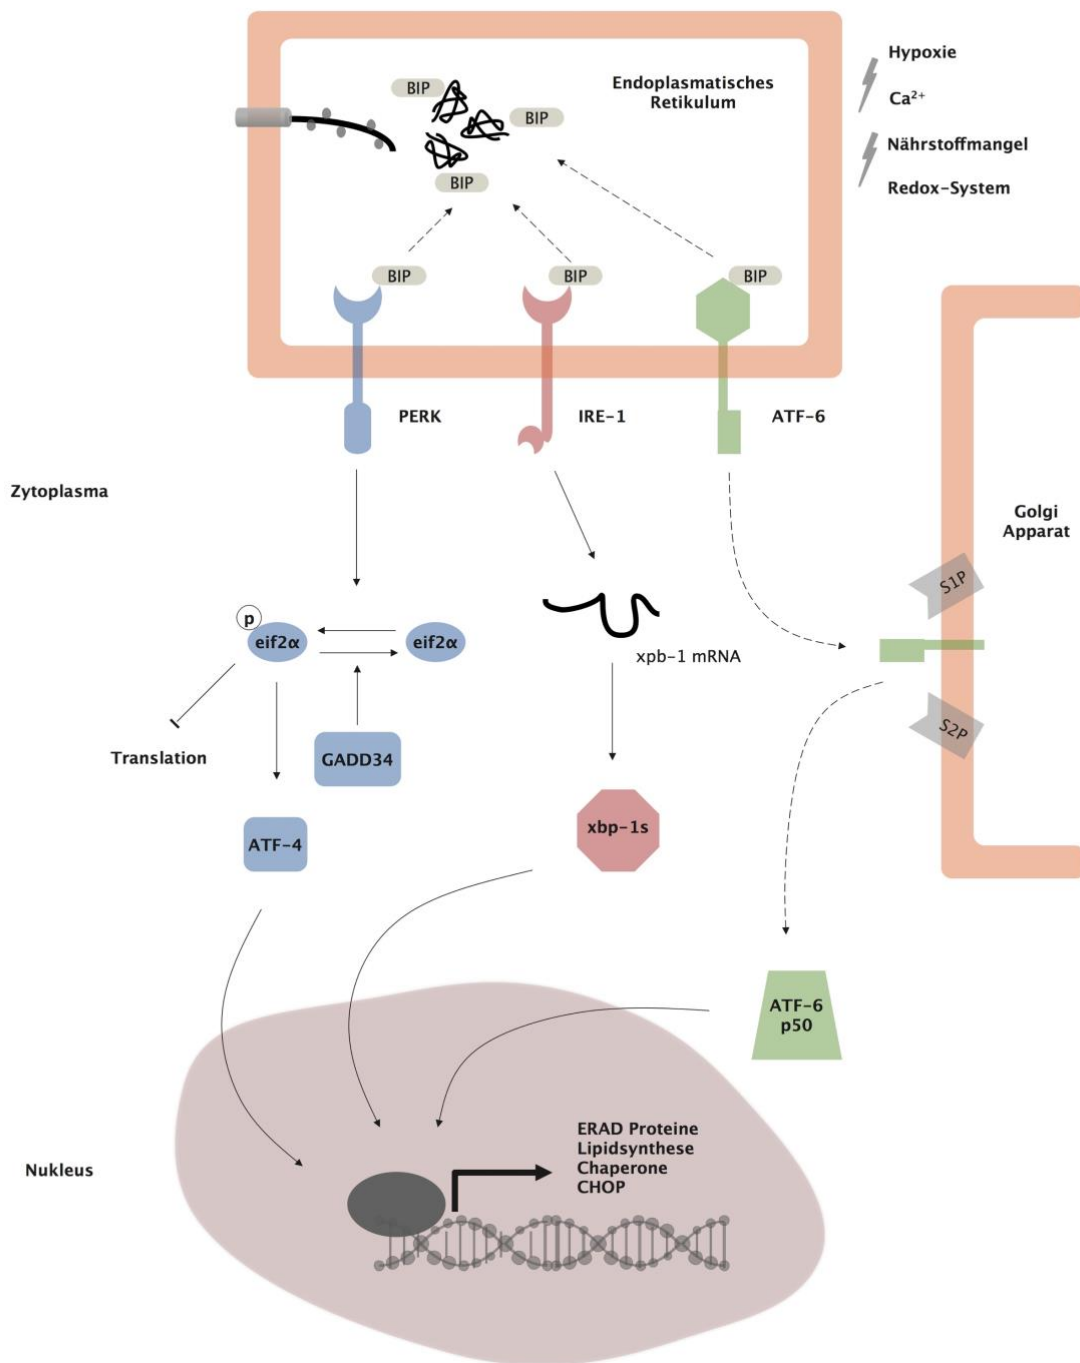 Endoplasmatisches
Retikulum
Hypoxie
Ca²⁺
Nährstoffmangel
Redox-System
BIP
BIP
BIP
BIP
BIP
BIP
PERK
IRE-1
ATF-6
Zytoplasma
Golgi
Apparat
S1P
p
eif2α
eif2α
xpb-1 mRNA
S2P
Translation
GADD34
ATF-4
xbp-1s
ATF-6
p50
ERAD Proteine
Lipidsynthese
Chaperone
CHOP
Nukleus